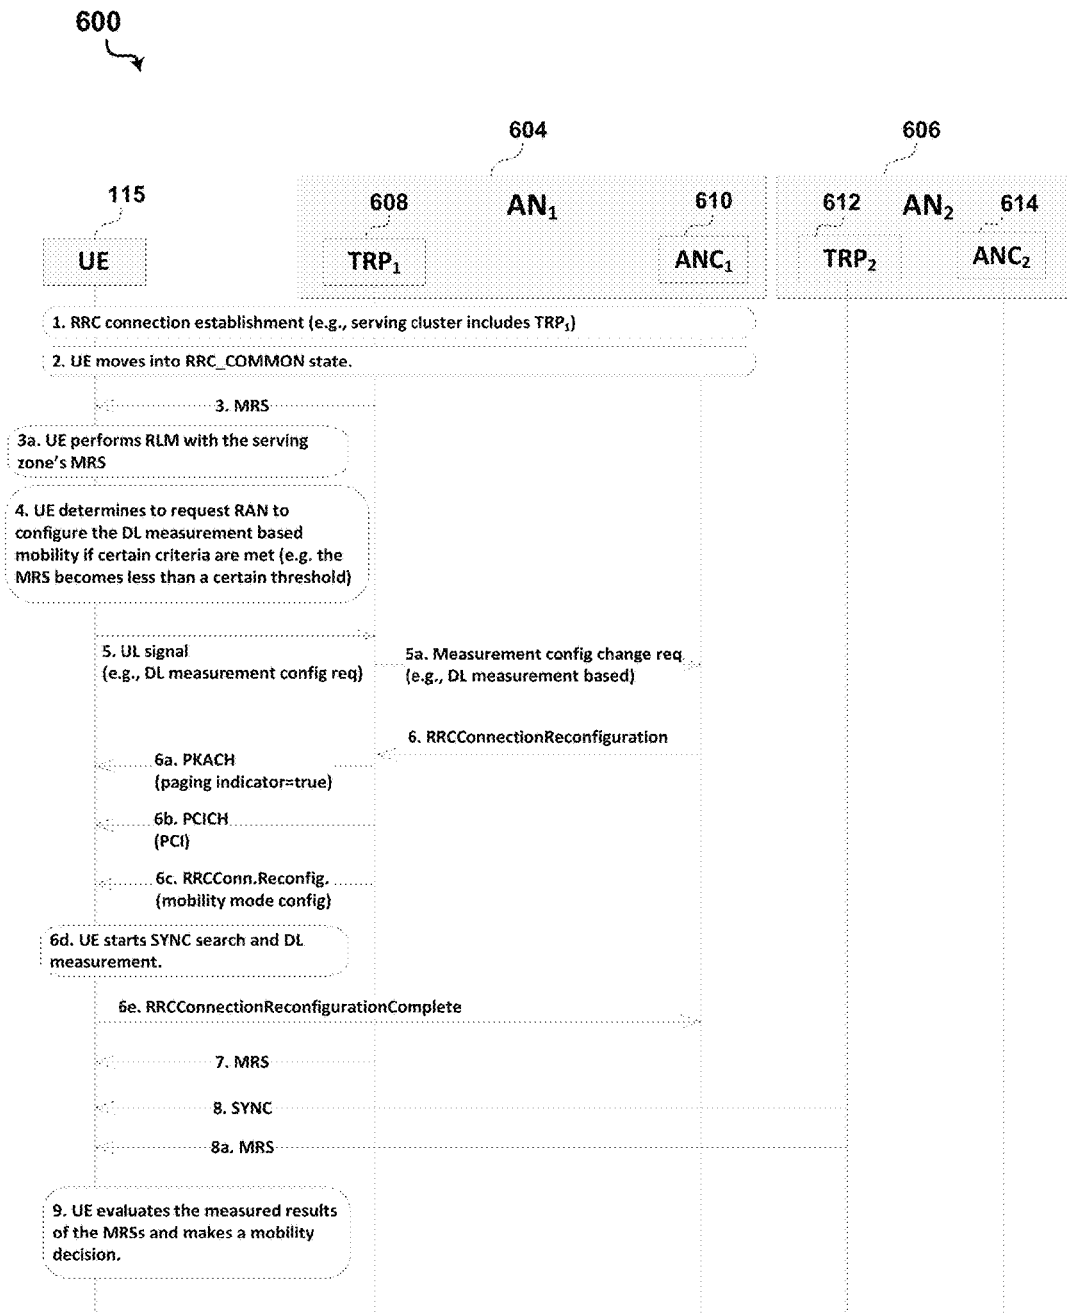 600
604
606
115
608
AN1
610
612
AN2
614
UE
TRP1
ANC1
TRP2
ANC2
1. RRC connection establishment (e.g., serving cluster includes TRP1)
2. UE moves into RRC_COMMON state.
3. MRS
3a. UE performs RLM with the serving
zone's MRS
4. UE determines to request RAN to
configure the DL measurement based
mobility if certain criteria are met (e.g. the
MRS becomes less than a certain threshold)
5. UL signal
(e.g., DL measurement config req)
5a. Measurement config change req
(e.g., DL measurement based)
6. RRCConnectionReconfiguration
6a. PKACH
(paging indicator=true)
6b. PCICH
(PCI)
6c. RRCConn.Reconfig.
(mobility mode config)
6d. UE starts SYNC search and DL
measurement.
6e. RRCConnectionReconfigurationComplete
7. MRS
8. SYNC
8a. MRS
9. UE evaluates the measured results
of the MRSs and makes a mobility
decision.